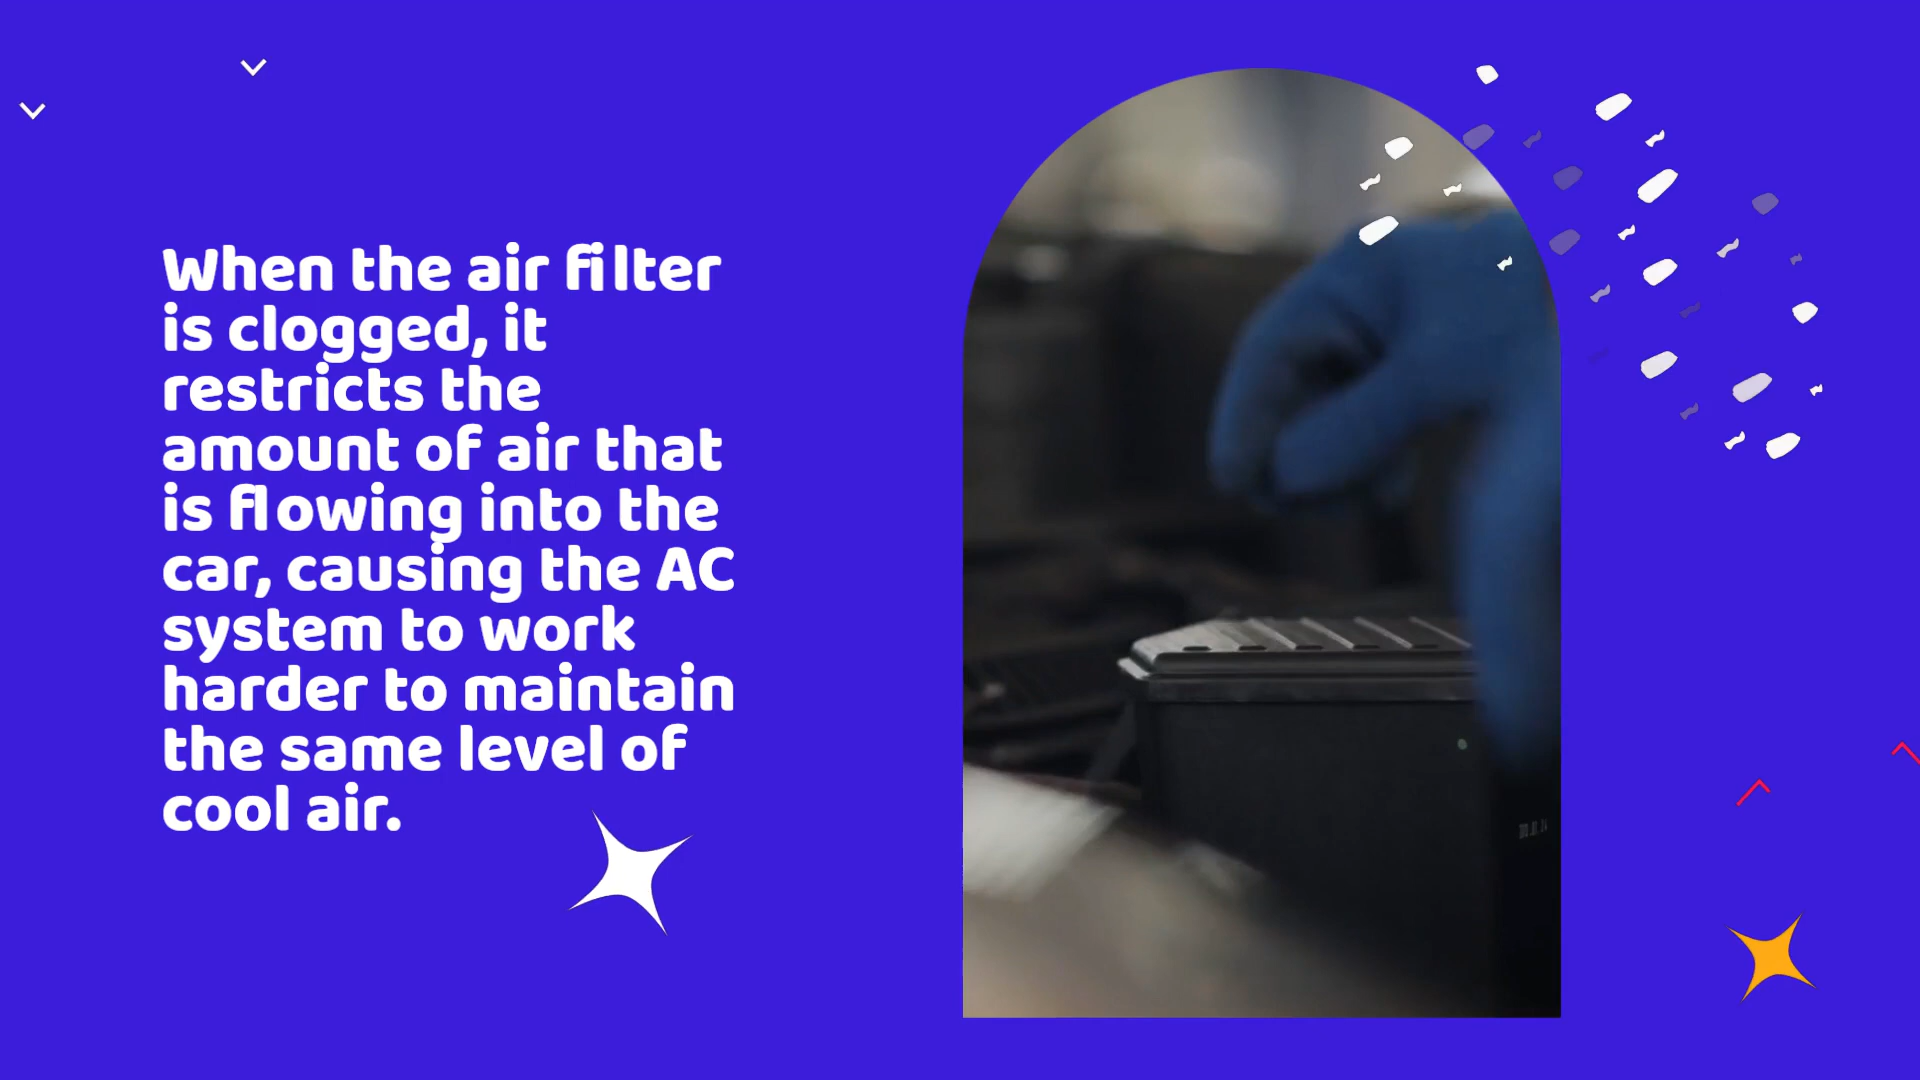 When the air filter
is clogged, it
restricts the
amount of air that
is flowing into the
car, causing the AC
system to work
harder to maintain
the same level of
cool air.